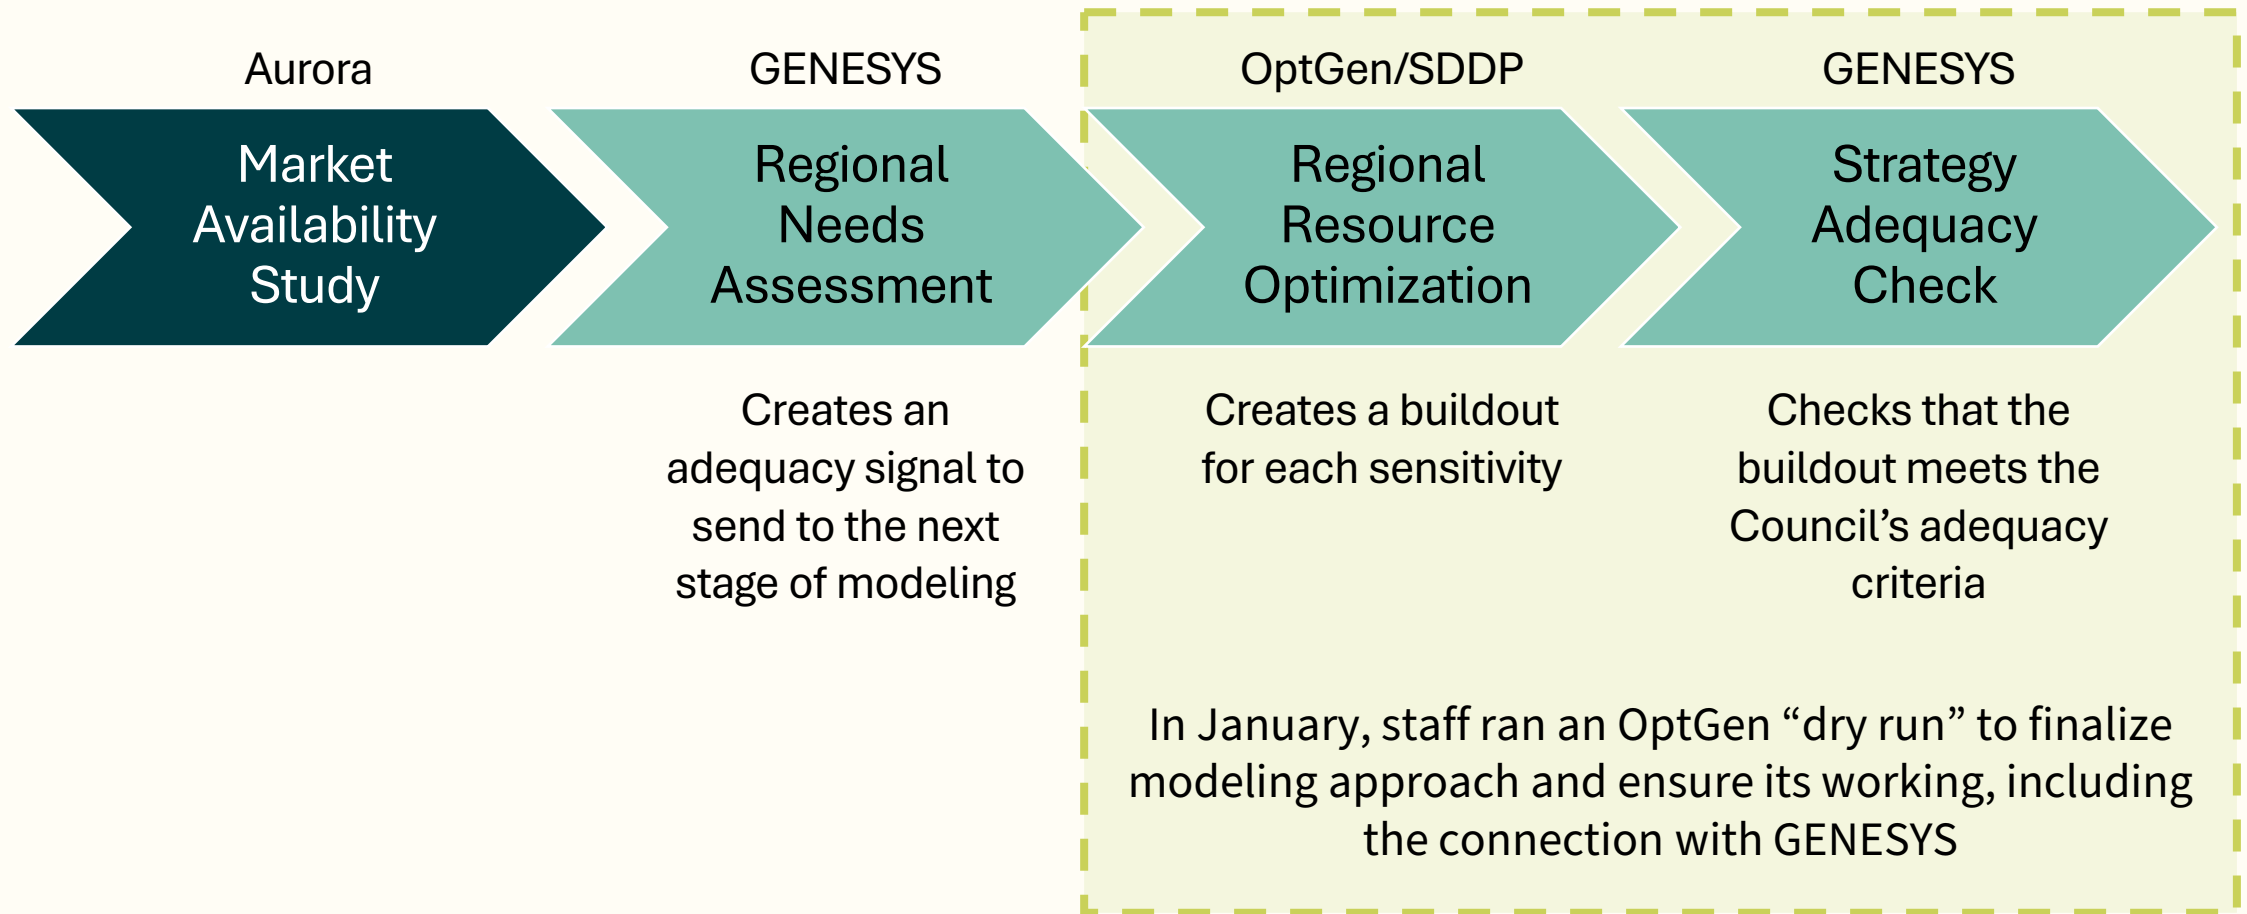 Aurora
Market
Availability
Study
GENESYS
Regional
Needs
Assessment
Creates an
adequacy signal to
send to the next
stage of modeling
OptGen/SDDP
Regional
Resource
Optimization
Creates a buildout
for each sensitivity
GENESYS
Strategy
Adequacy
Check
Checks that the
buildout meets the
Council’s adequacy
criteria
In January, staff ran an OptGen “dry run” to finalize
modeling approach and ensure its working, including
the connection with GENESYS